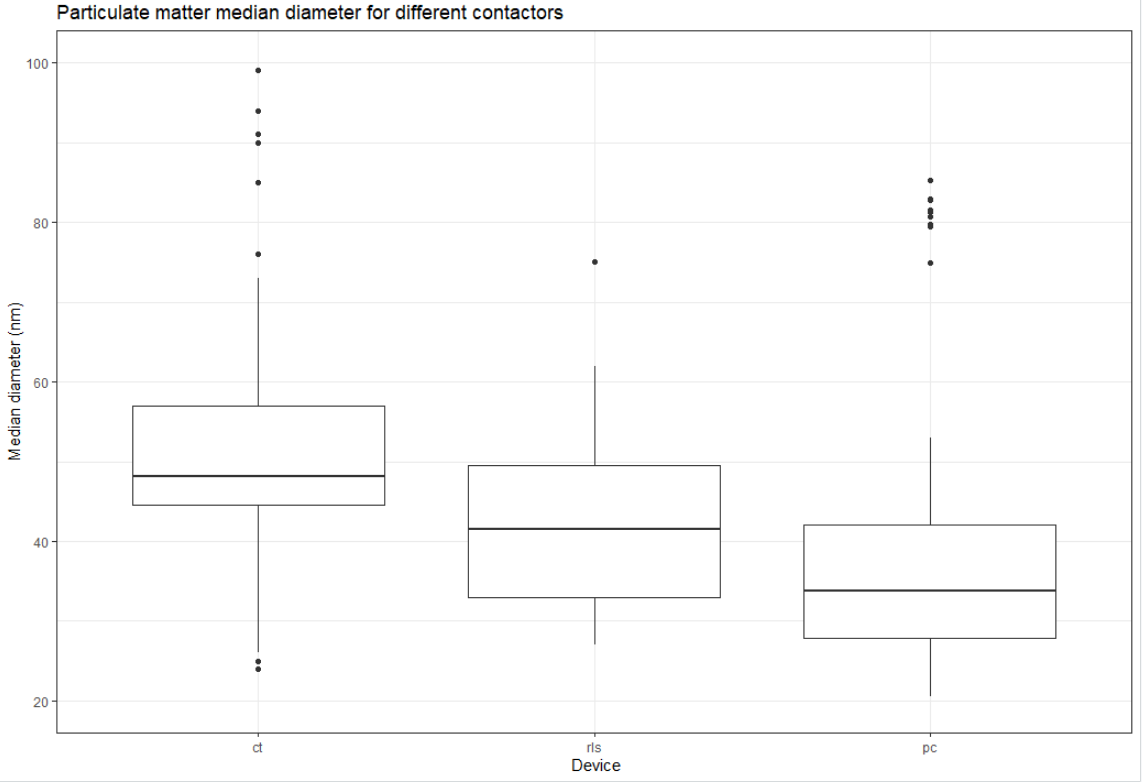 Particulate matter median diameter for different contactors
Median diameter (nm)
100
80
60
40
20
ct rls pc
Device